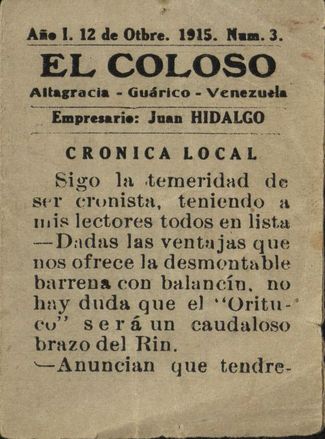 Año I. 12 de Otbre. 1915. Num. 3.
EL COLOSO
Altagracia - Guárico - Venezuela
Empresario: Juan HIDALGO
CRONICA LOCAL
Sigo la temeridad de
ser cronista, teniendo a
mis lectores todos en lista
—Dadas las ventajas que
nos ofrece la desmontable
barrena con balancín, no
hay duda que el "Oritu-
co" será un caudaloso
brazo del Rin.
—Anuncian que tendre-